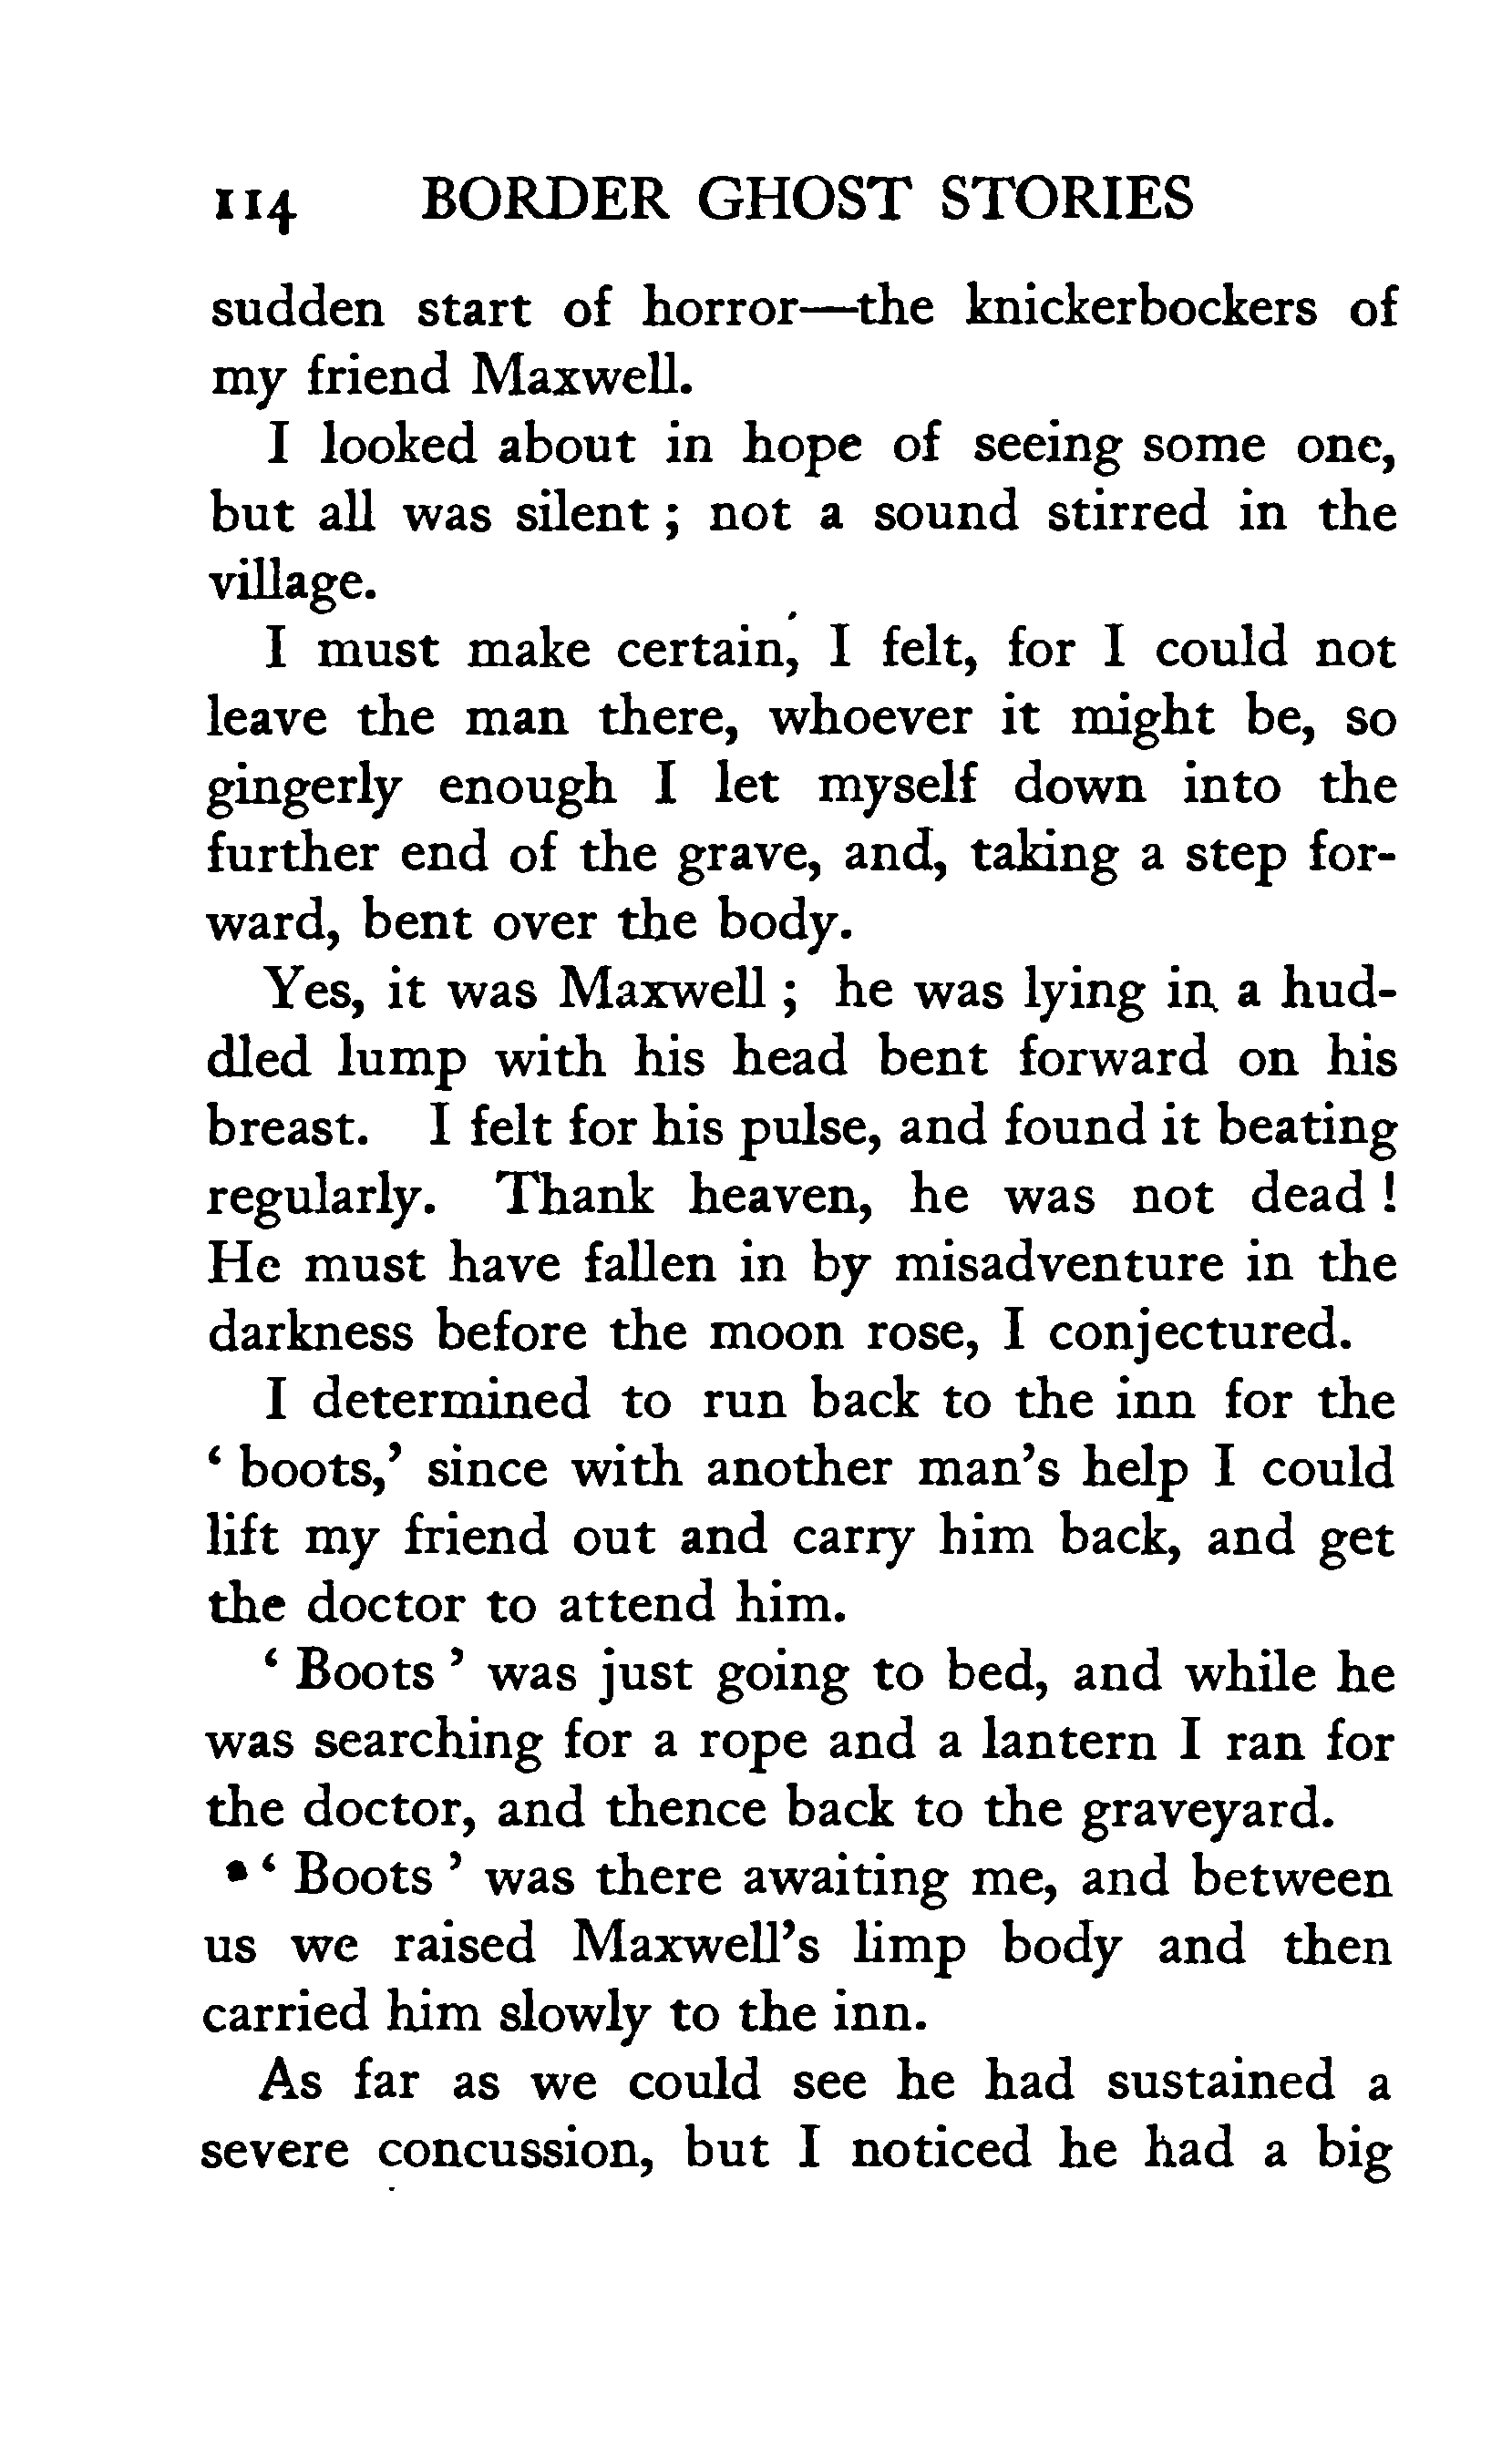 114 BORDER GHOST STORIES
sudden start of horror—the knickerbockers of
my friend Maxwell.
I looked about in hope of seeing some one,
but all was silent ; not a sound stirred in the
village.
I must make certain, I felt, for I could not
leave the man there, whoever it might be, so
gingerly enough I let myself down into the
further end of the grave, and, taking a step for-
ward, bent over the body.
Yes, it was Maxwell ; he was lying in a hud-
dled lump with his head bent forward on his
breast. I felt for his pulse, and found it beating
regularly. Thank heaven, he was not dead !
He must have fallen in by misadventure in the
darkness before the moon rose, I conjectured.
I determined to run back to the inn for the
‘ boots,’ since with another man’s help I could
lift my friend out and carry him back, and get
the doctor to attend him.
‘ Boots ’ was just going to bed, and while he
was searching for a rope and a lantern I ran for
the doctor, and thence back to the graveyard.
‘ Boots ’ was there awaiting me, and between
us we raised Maxwell’s limp body and then
carried him slowly to the inn.
As far as we could see he had sustained a
severe concussion, but I noticed he had a big